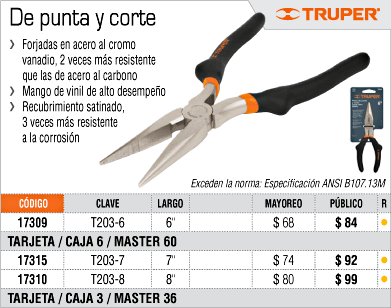 De punta y corte
TRUPER®
› Forjadas en acero al cromo
vanadio, 2 veces más resistente
que las de acero al carbono
› Mango de vinil de alto desempeño
› Recubrimiento satinado,
3 veces más resistente
a la corrosión
Exceden la norma: Especificación ANSI B107.13M
CÓDIGO CLAVE LARGO MAYOREO PÚBLICO R
17309 T203-6 6" $ 68 $ 84
TARJETA / CAJA 6 / MASTER 60
17315 T203-7 7" $ 74 $ 92
17310 T203-8 8" $ 80 $ 99
TARJETA / CAJA 3 / MASTER 36